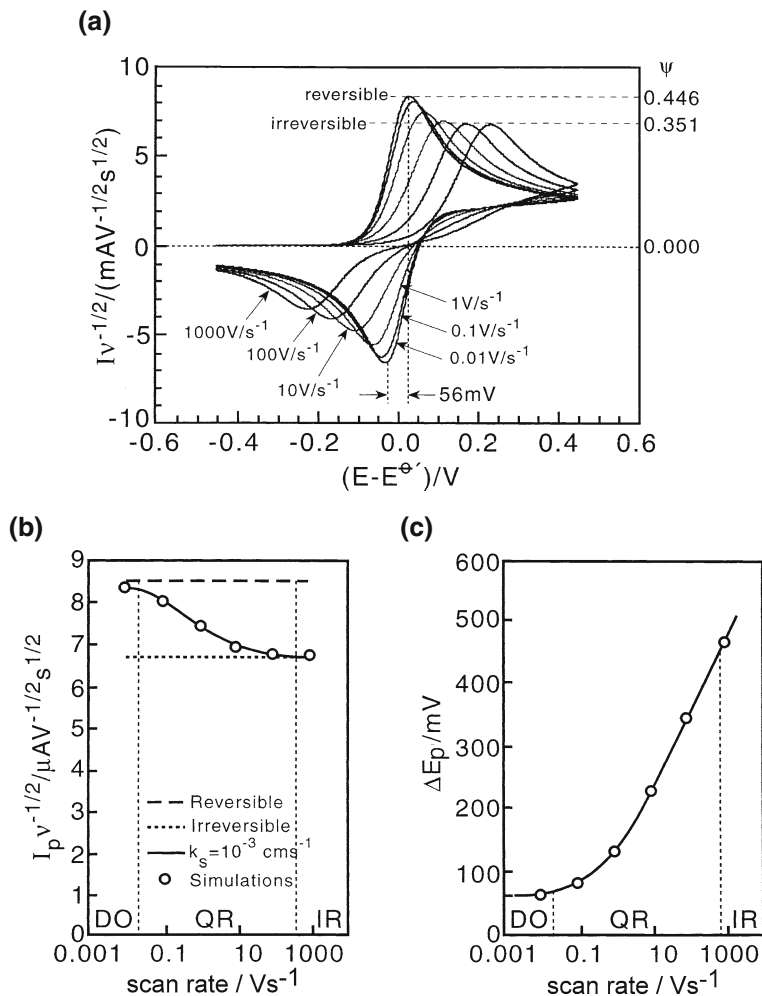 (a)
10
5
0
-5
-10
Iν-1/2/(mAV-1/2s1/2)
reversible
irreversible
ψ
0.446
0.351
0.000
1000V/s-1
100V/s-1
10V/s-1
1V/s-1
0.1V/s-1
0.01V/s-1
56mV
-0.6 -0.4 -0.2 0.0 0.2 0.4 0.6
(E-E⊖´)/V
(b)
9
8
7
6
5
4
3
2
1
0
Ipν-1/2/μAV-1/2s1/2
Reversible
Irreversible
ks=10-3 cms-1
Simulations
DO QR IR
0.001 0.1 10 1000
scan rate / Vs-1
(c)
600
500
400
300
200
100
0
ΔEp/mV
DO QR IR
0.001 0.1 10 1000
scan rate / Vs-1